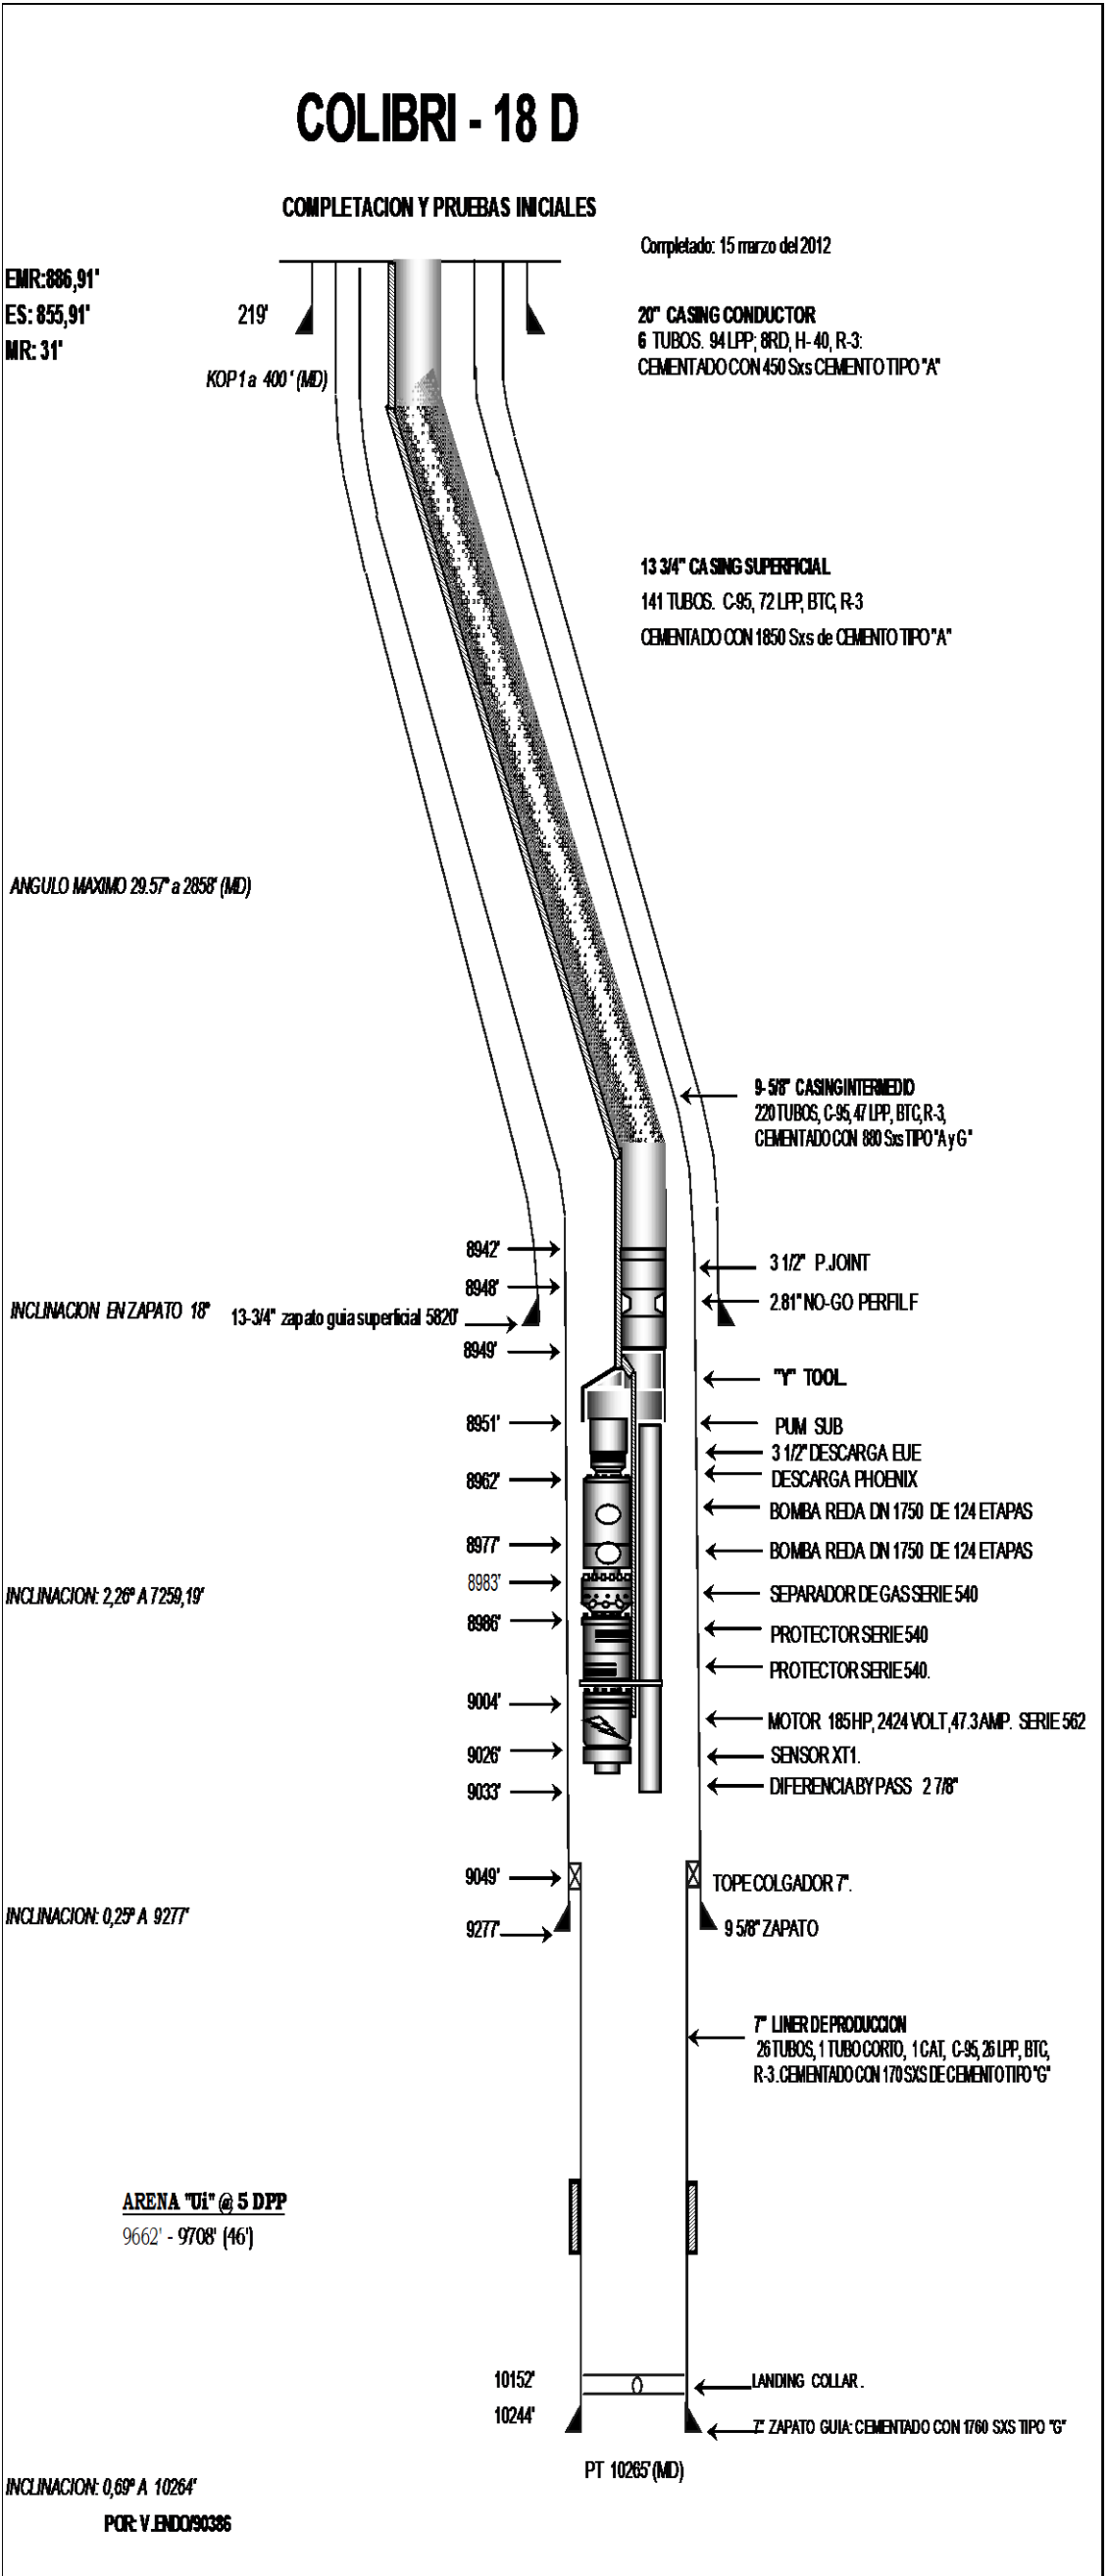 COLIBRI - 18 D
COMPLETACION Y PRUEBAS INICIALES
Completado: 15 marzo del 2012
EMR:886,91'
ES: 855,91'
MR: 31'
219'
KOP 1 a 400 ' (MD)
20" CASING CONDUCTOR
6 TUBOS. 94 LPP; 8RD, H-40, R-3:
CEMENTADO CON 450 Sxs CEMENTO TIPO "A"
13 3/4" CASING SUPERFICIAL
141 TUBOS. C-95, 72 LPP, BTC, R-3
CEMENTADO CON 1850 Sxs de CEMENTO TIPO "A"
ANGULO MAXIMO 29.57° a 2858' (MD)
9-5/8" CASING INTERMEDIO
220 TUBOS, C-95, 47 LPP, BTC, R-3,
CEMENTADO CON 880 Sxs TIPO "A y G"
8942'
3 1/2" P.JOINT
8948'
2.81" NO-GO PERFIL F
INCLINACION EN ZAPATO 18°
13-3/4" zapato guia superficial 5820'
8949'
"Y" TOOL
8951'
PUM SUB
3 1/2" DESCARGA EUE
8962'
DESCARGA PHOENIX
BOMBA REDA DN 1750 DE 124 ETAPAS
8977'
BOMBA REDA DN 1750 DE 124 ETAPAS
8983'
INCLINACION: 2,26° A 7259,19'
SEPARADOR DE GAS SERIE 540
8986'
PROTECTOR SERIE 540
PROTECTOR SERIE 540.
9004'
MOTOR 185 HP, 2424 VOLT, 47.3 AMP. SERIE 562
9026'
SENSOR XT1.
9033'
DIFERENCIA BY PASS 2 7/8"
9049'
TOPE COLGADOR 7".
INCLINACION: 0,25° A 9277'
9277'
9 5/8" ZAPATO
7" LINER DE PRODUCCION
26 TUBOS, 1 TUBO CORTO, 1 CAT, C-95, 26 LPP, BTC,
R-3. CEMENTADO CON 170 SXS DE CEMENTO TIPO "G"
ARENA "Ui" @ 5 DPP
9662' - 9708' (46')
10152'
LANDING COLLAR .
10244'
7" ZAPATO GUIA: CEMENTADO CON 1760 SXS TIPO "G"
PT 10265' (MD)
INCLINACION: 0,69° A 10264'
POR: V.ENDO/90386